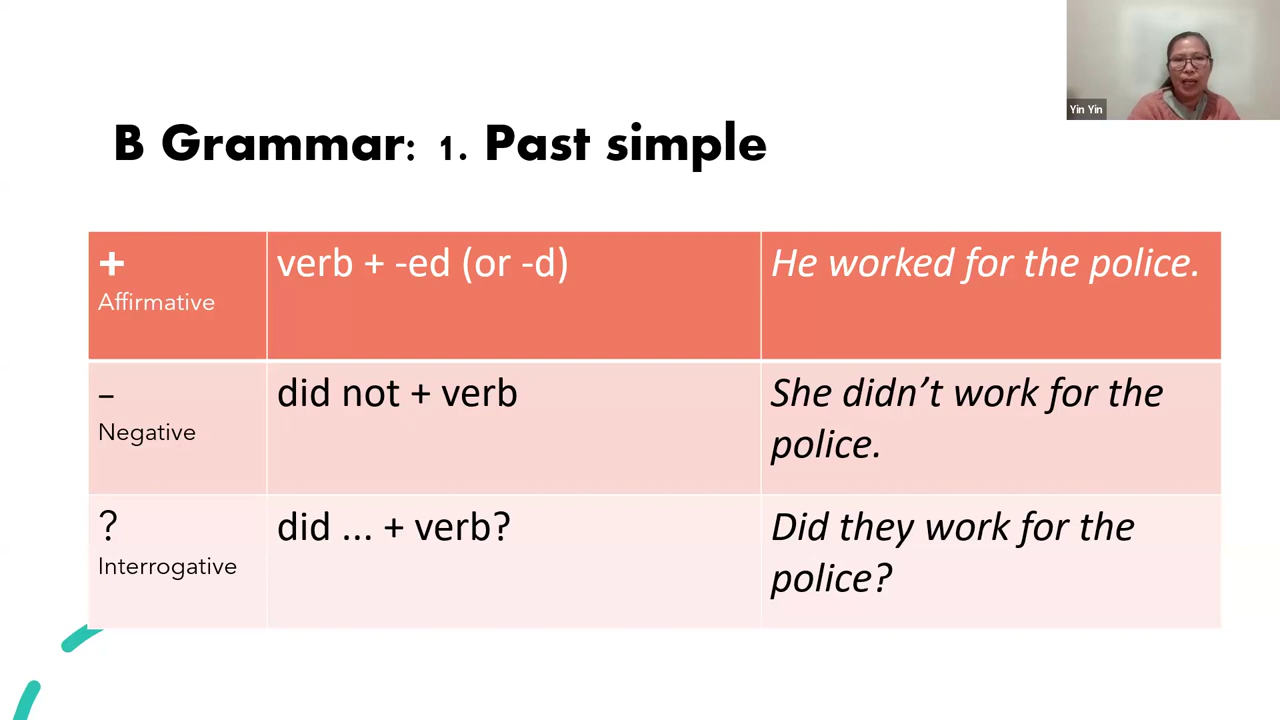 Yin Yin
B Grammar: 1. Past simple
+
Affirmative
verb + -ed (or -d)
He worked for the police.
–
Negative
did not + verb
She didn’t work for the
police.
?
Interrogative
did ... + verb?
Did they work for the
police?